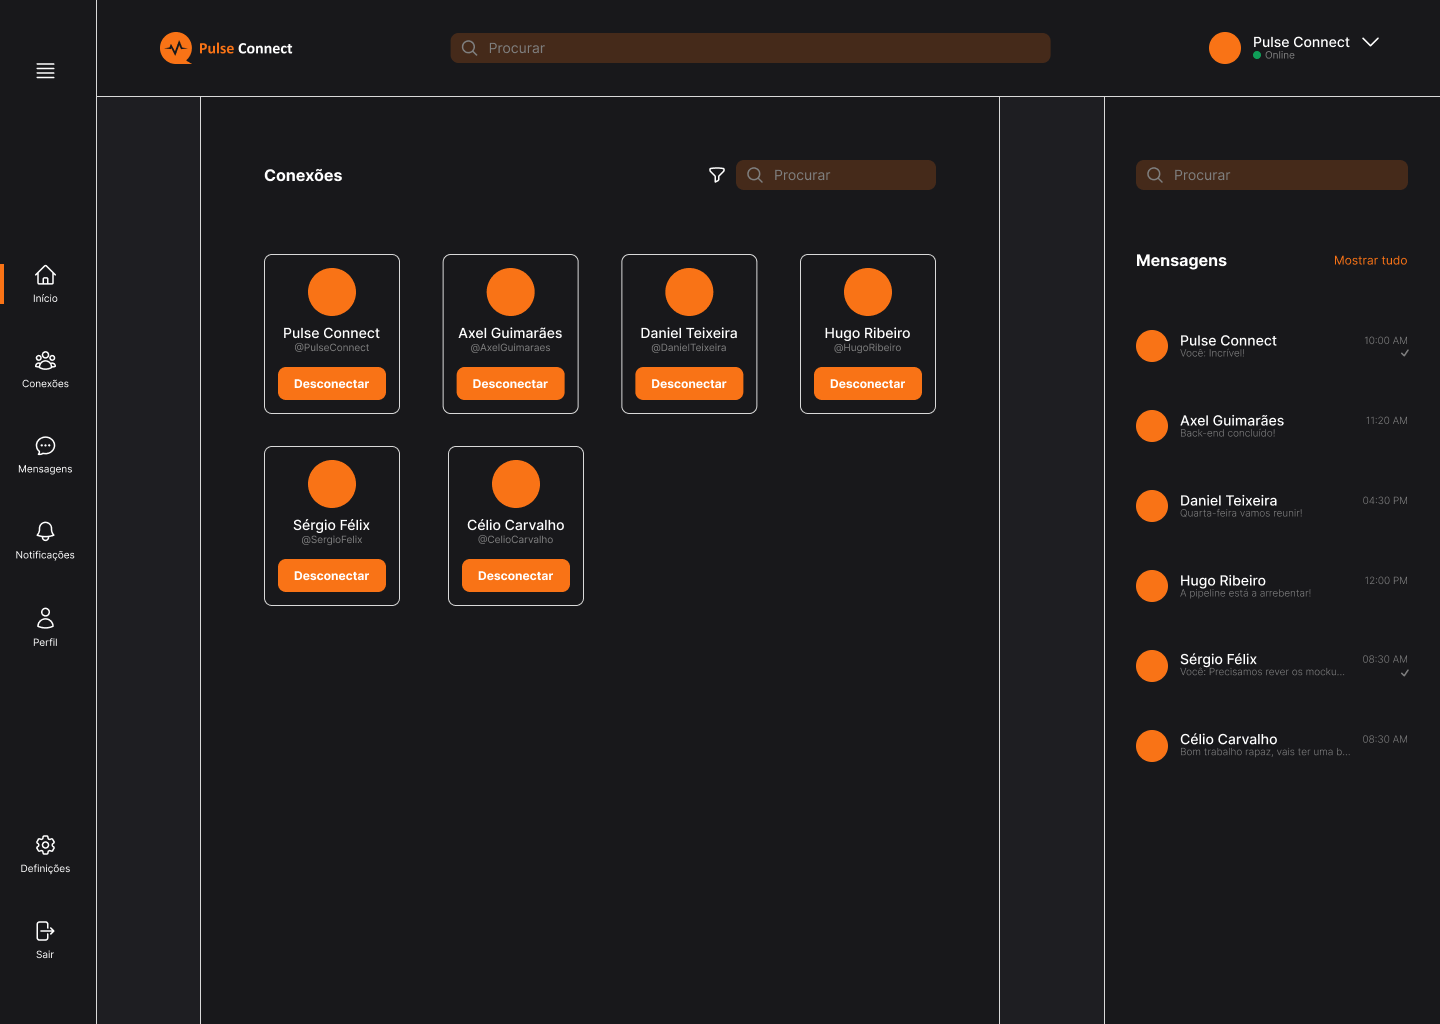 Pulse Connect
Procurar
Pulse Connect
Online
Início
Conexões
Mensagens
Notificações
Perfil
Definições
Sair
Conexões
Procurar
Pulse Connect
@PulseConnect
Desconectar
Axel Guimarães
@AxelGuimaraes
Desconectar
Daniel Teixeira
@DanielTeixeira
Desconectar
Hugo Ribeiro
@HugoRibeiro
Desconectar
Sérgio Félix
@SergioFelix
Desconectar
Célio Carvalho
@CelioCarvalho
Desconectar
Procurar
Mensagens Mostrar tudo
Pulse Connect 10:00 AM
Você: Incrível!
Axel Guimarães 11:20 AM
Back-end concluído!
Daniel Teixeira 04:30 PM
Quarta-feira vamos reunir!
Hugo Ribeiro 12:00 PM
A pipeline está a arrebentar!
Sérgio Félix 08:30 AM
Você: Precisamos rever os mocku...
Célio Carvalho 08:30 AM
Bom trabalho rapaz, vais ter uma b...